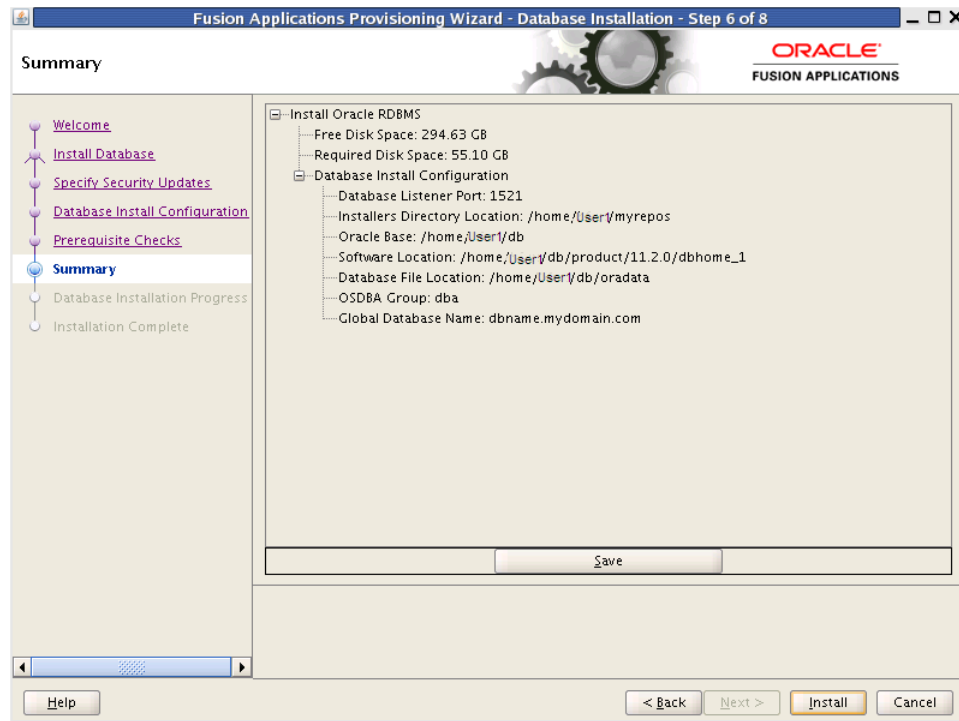 Fusion Applications Provisioning Wizard - Database Installation - Step 6 of 8
Summary
ORACLE
FUSION APPLICATIONS
Welcome
Install Database
Specify Security Updates
Database Install Configuration
Prerequisite Checks
Summary
Database Installation Progress
Installation Complete
Install Oracle RDBMS
Free Disk Space: 294.63 GB
Required Disk Space: 55.10 GB
Database Install Configuration
Database Listener Port: 1521
Installers Directory Location: /home/User1/myrepos
Oracle Base: /home/User1/db
Software Location: /home/User1/db/product/11.2.0/dbhome_1
Database File Location: /home/User1/db/oradata
OSDBA Group: dba
Global Database Name: dbname.mydomain.com
Save
Help
< Back
Next >
Install
Cancel